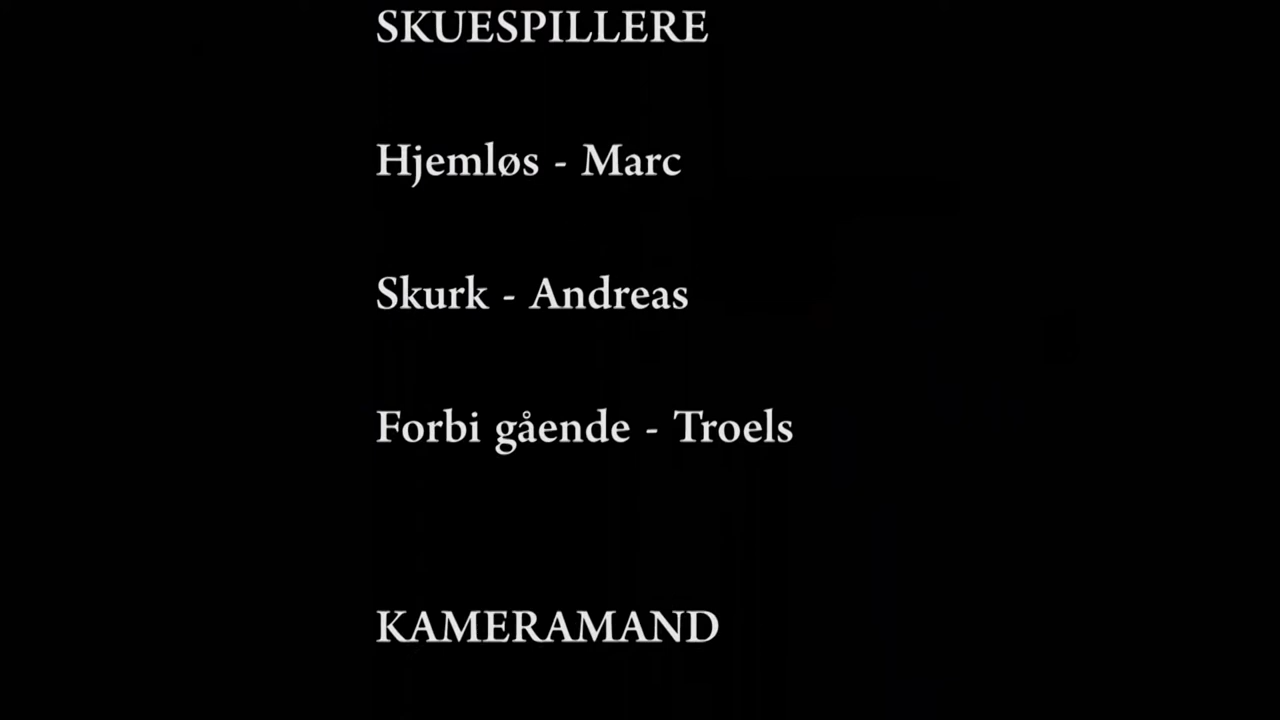 SKUESPILLERE
Hjemløs - Marc
Skurk - Andreas
Forbi gående - Troels
KAMERAMAND